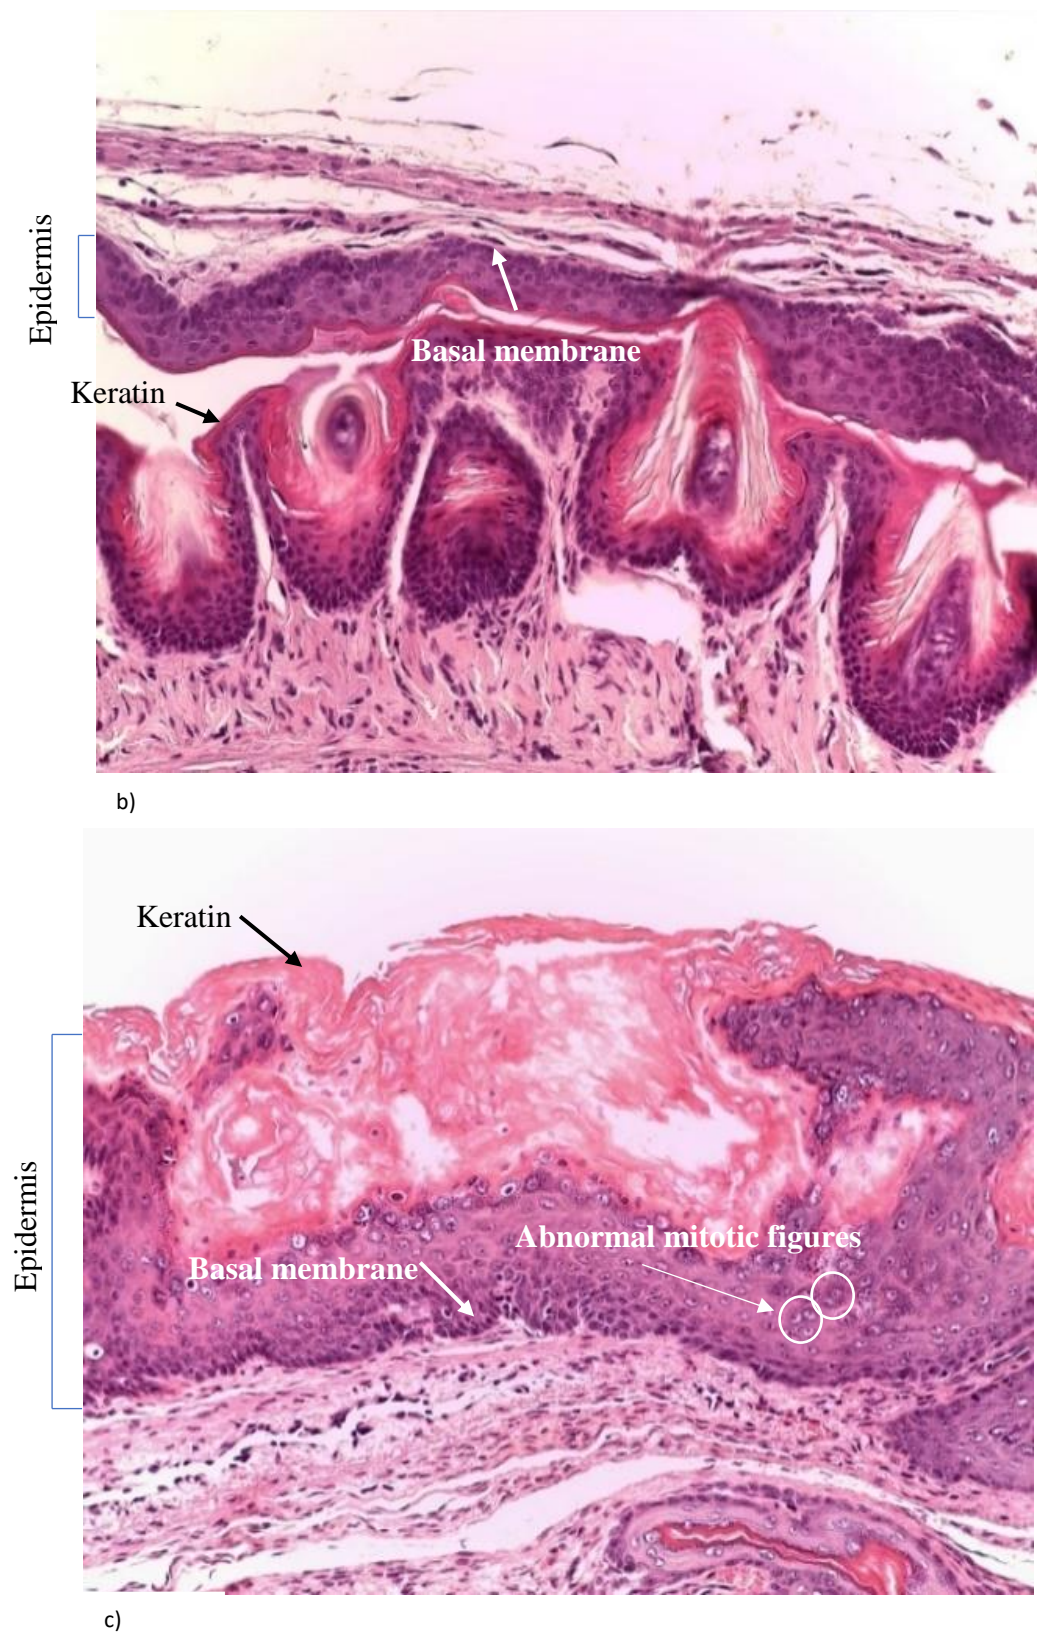 Epidermis
Basal membrane
Keratin
b)
Keratin
Epidermis
Abnormal mitotic figures
Basal membrane
c)